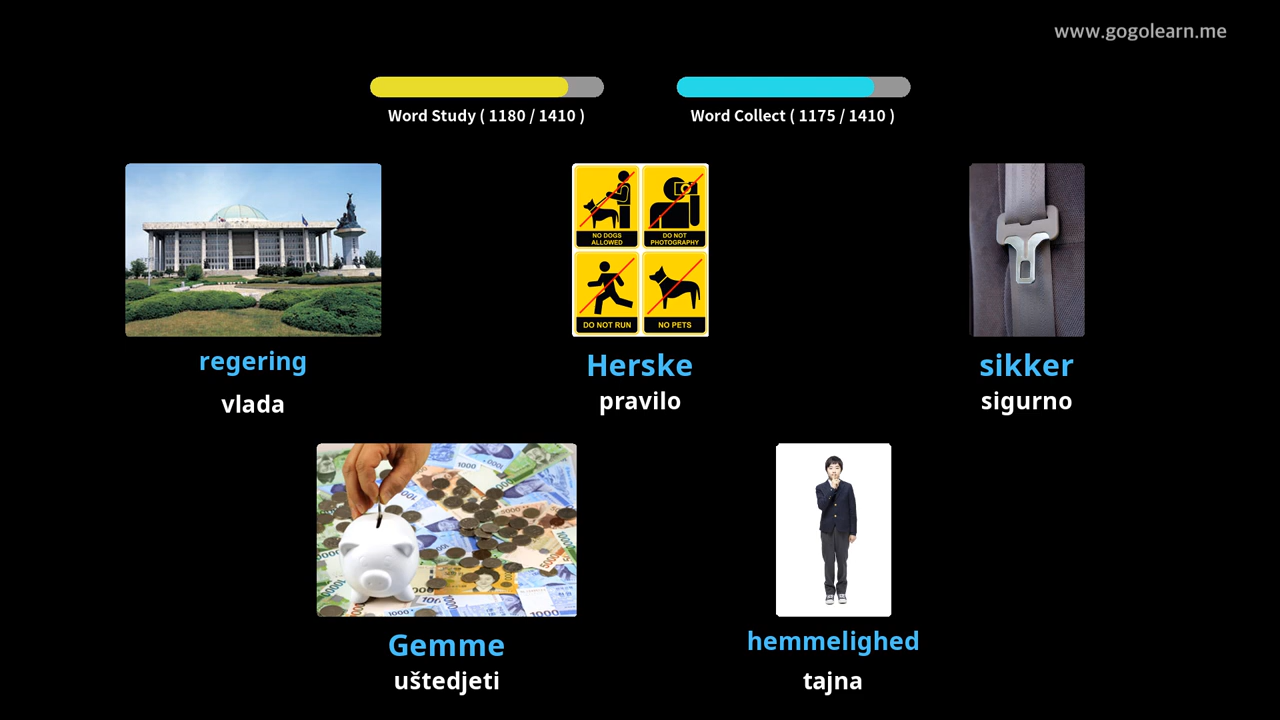 www.gogolearn.me
Word Study ( 1180 / 1410 )
Word Collect ( 1175 / 1410 )
NO DOGS
ALLOWED
DO NOT
PHOTOGRAPHY
DO NOT RUN
NO PETS
regering
vlada
Herske
pravilo
sikker
sigurno
1000
Gemme
uštedjeti
hemmelighed
tajna